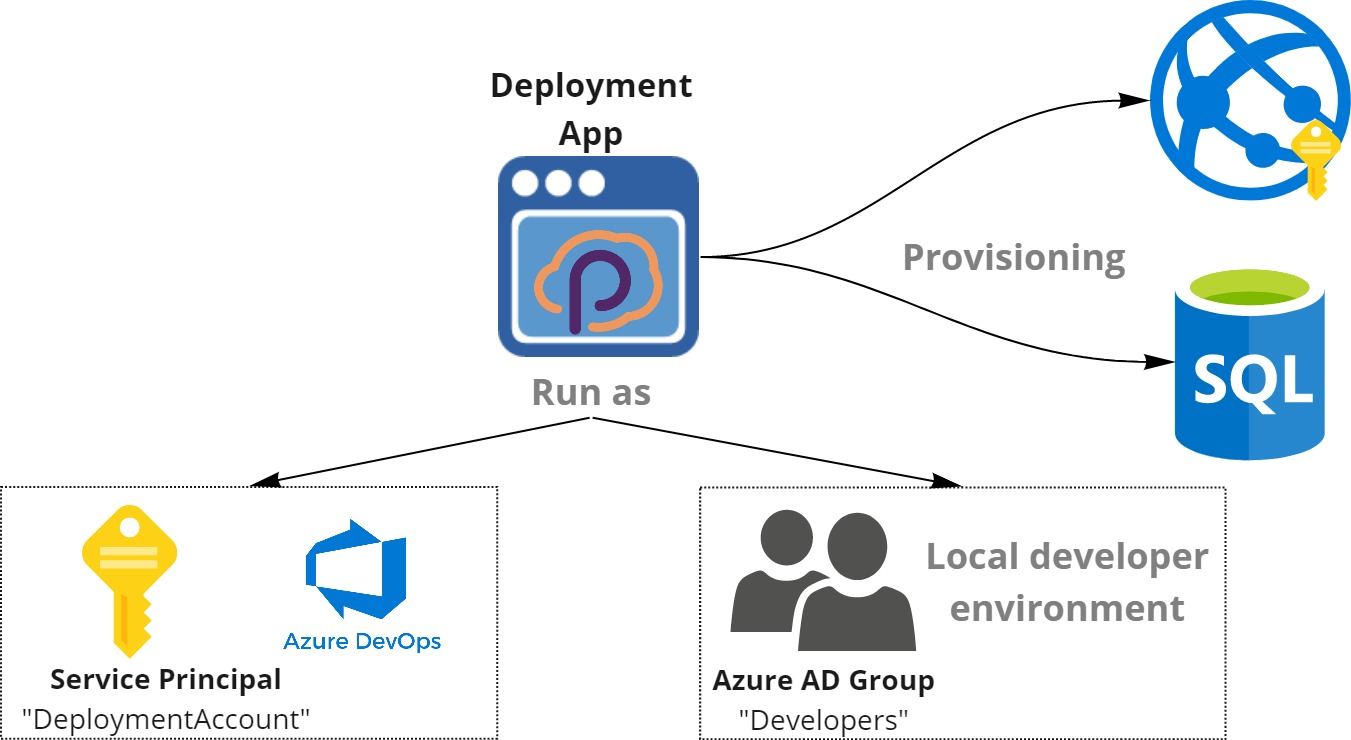 Deployment
App
Provisioning
SQL
Run as
Azure DevOps
Service Principal
"DeploymentAccount"
Local developer
environment
Azure AD Group
"Developers"